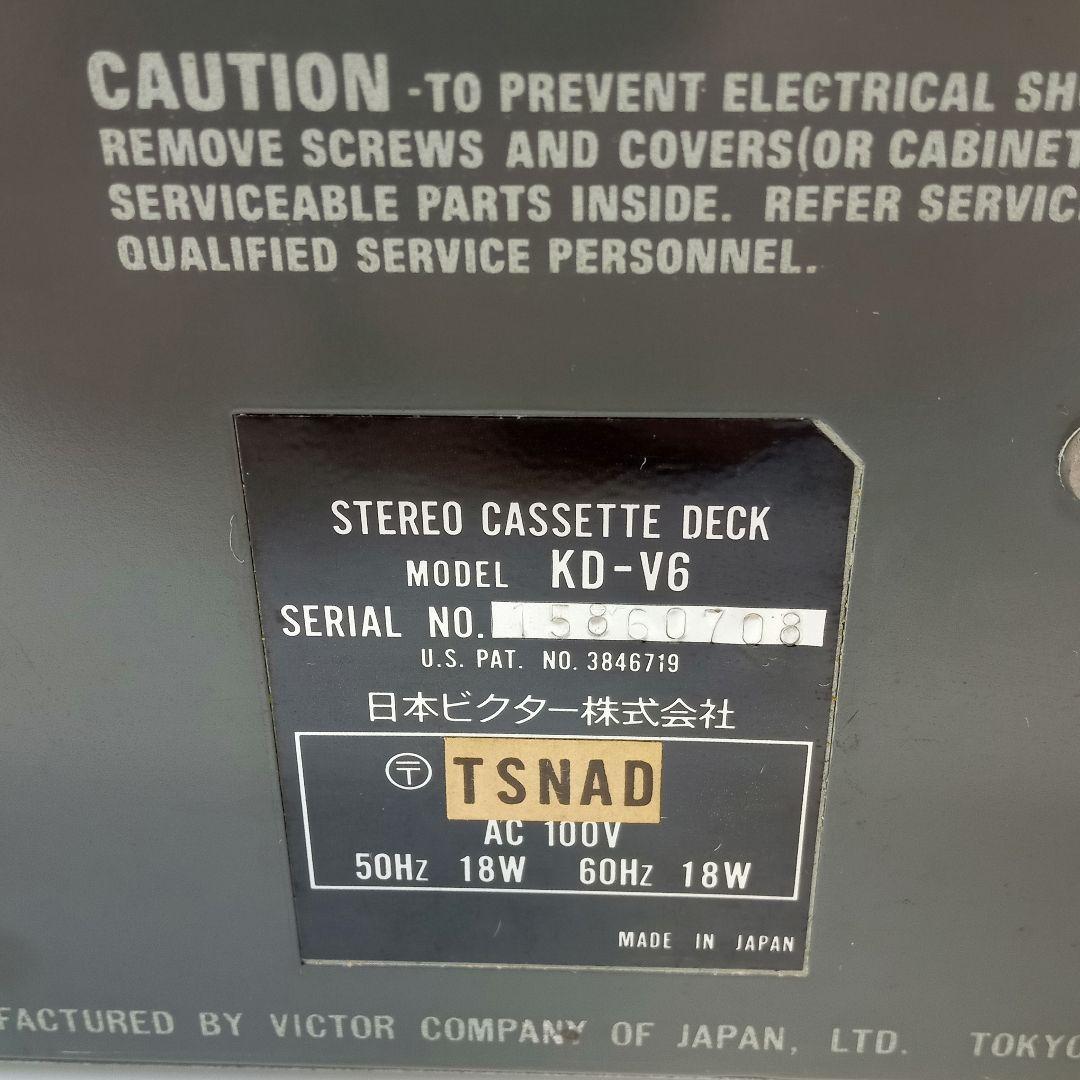 CAUTION -TO PREVENT ELECTRICAL
REMOVE SCREWS AND COVERS(OR CABINET
SERVICEABLE PARTS INSIDE. REFER
QUALIFIED SERVICE PERSONNEL.
STEREO CASSETTE DECK
MODEL KD-V6
SERIAL NO. 15860708
U.S. PAT. NO. 3846719
日本ビクター株式会社
〒 TSNAD
AC 100V
50Hz 18W 60Hz 18W
MADE IN JAPAN
FACTURED BY VICTOR COMPANY OF JAPAN, LTD. TOKYO